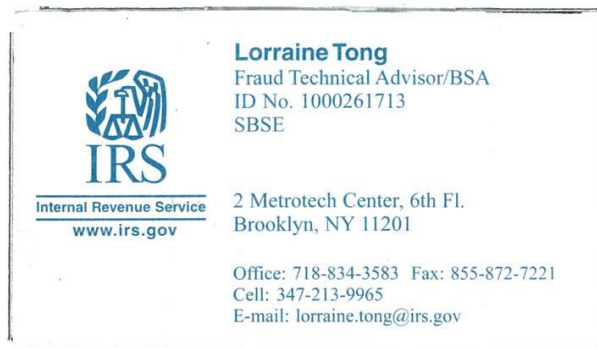 Lorraine Tong
Fraud Technical Advisor/BSA
ID No. 1000261713
SBSE
IRS
Internal Revenue Service
www.irs.gov
2 Metrotech Center, 6th Fl.
Brooklyn, NY 11201
Office: 718-834-3583 Fax: 855-872-7221
Cell: 347-213-9965
E-mail: lorraine.tong@irs.gov